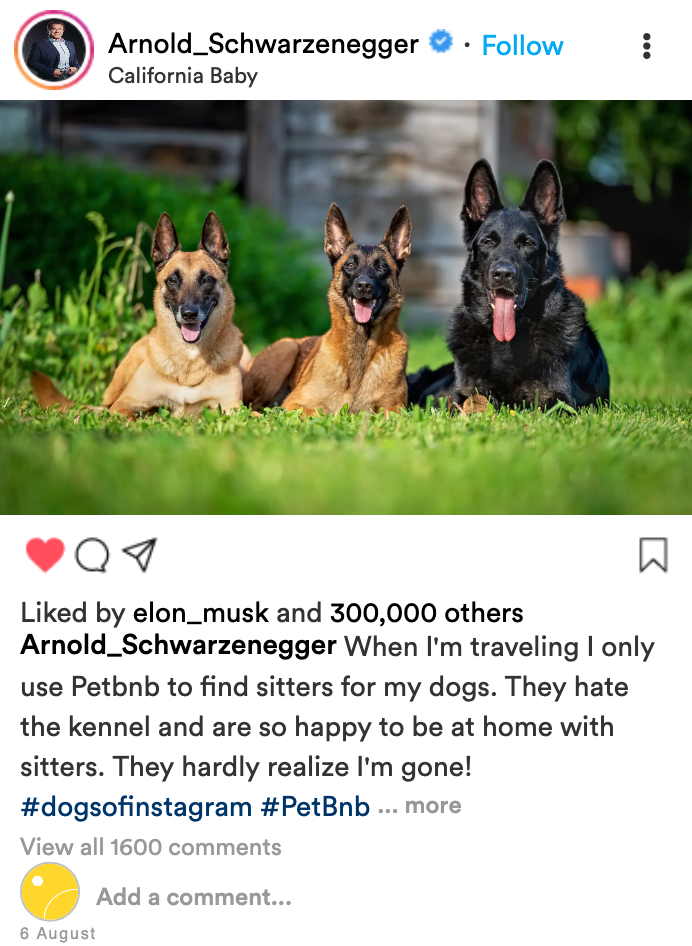 Arnold_Schwarzenegger · Follow
California Baby
Liked by elon_musk and 300,000 others
Arnold_Schwarzenegger When I'm traveling I only
use Petbnb to find sitters for my dogs. They hate
the kennel and are so happy to be at home with
sitters. They hardly realize I'm gone!
#dogsofinstagram #PetBnb ... more
View all 1600 comments
Add a comment...
6 August